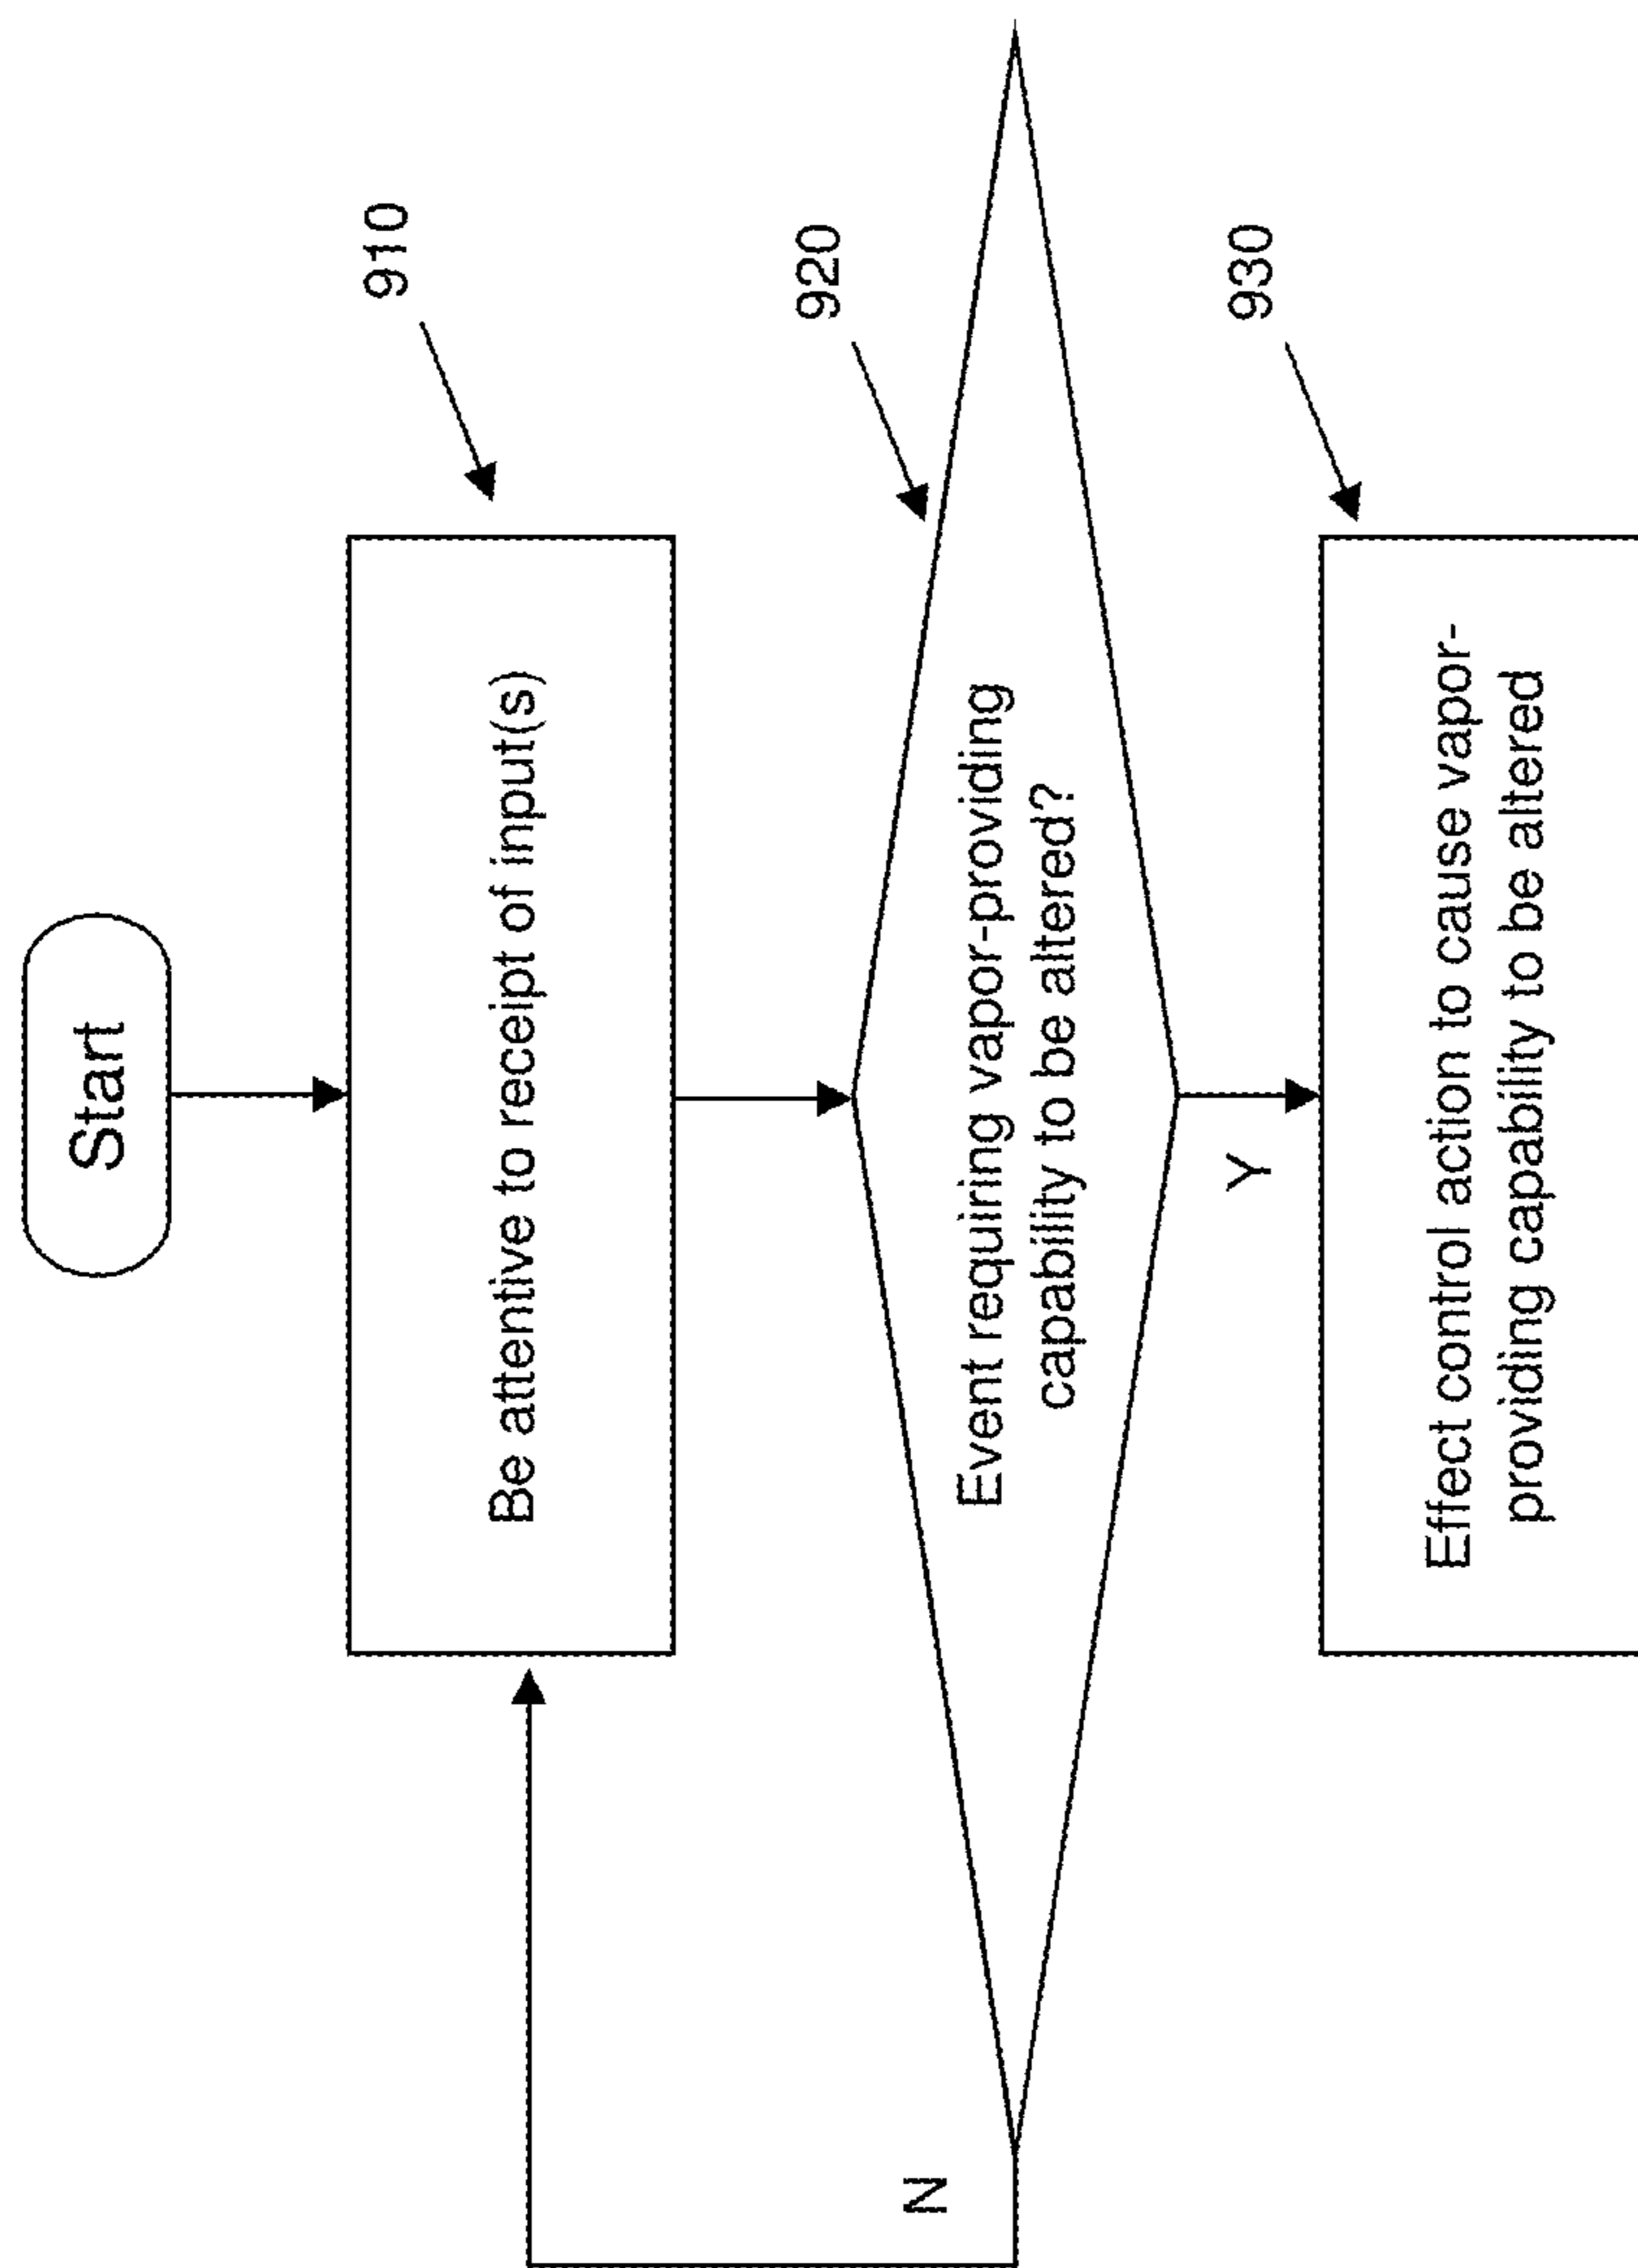 Start
910
Be attentive to receipt of input(s)
920
Event requiring vapor-providing
capability to be altered?
N
Y
930
Effect control action to cause vapor-
providing capability to be altered